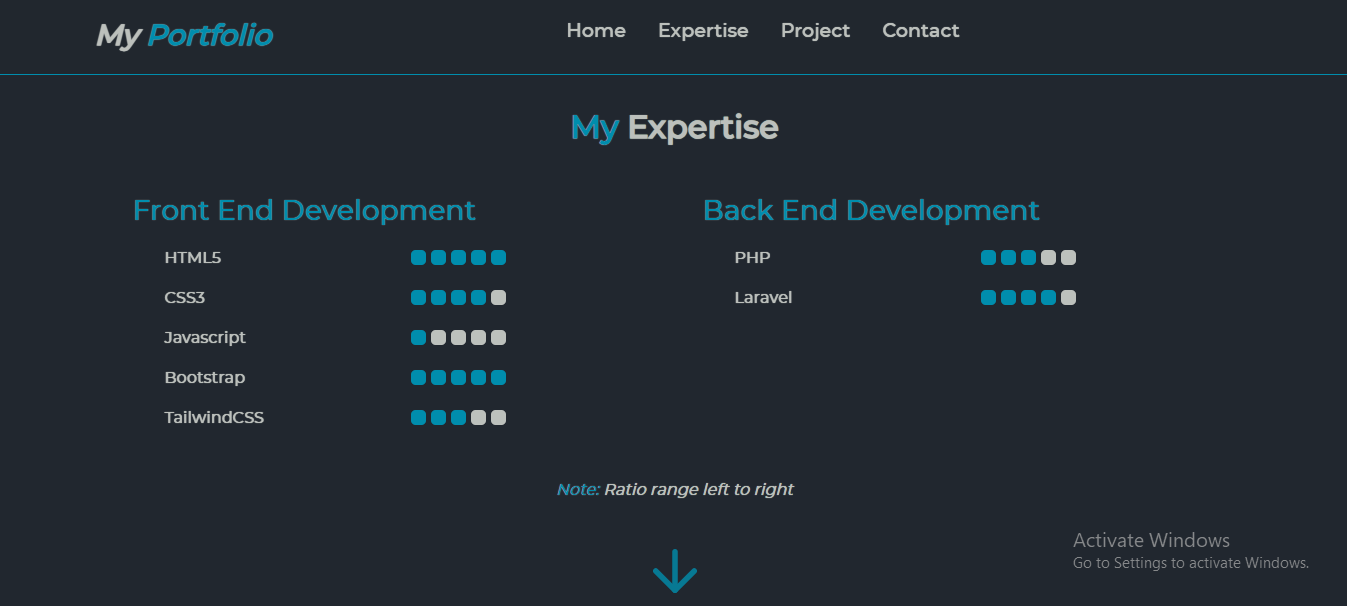 My Portfolio
Home Expertise Project Contact
My Expertise
Front End Development
HTML5
CSS3
Javascript
Bootstrap
TailwindCSS
Back End Development
PHP
Laravel
Note: Ratio range left to right
Activate Windows
Go to Settings to activate Windows.